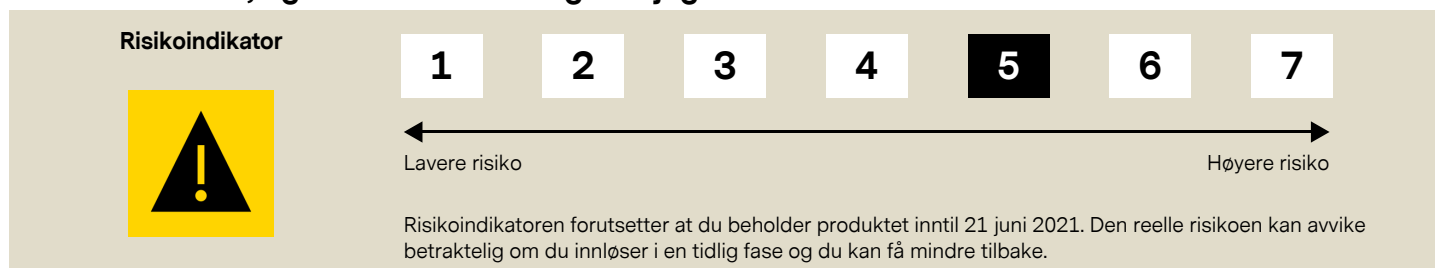 Risikoindikator
1 2 3 4 5 6 7
Lavere risiko Høyere risiko
Risikoindikatoren forutsetter at du beholder produktet inntil 21 juni 2021. Den reelle risikoen kan avvike
betraktelig om du innløser i en tidlig fase og du kan få mindre tilbake.